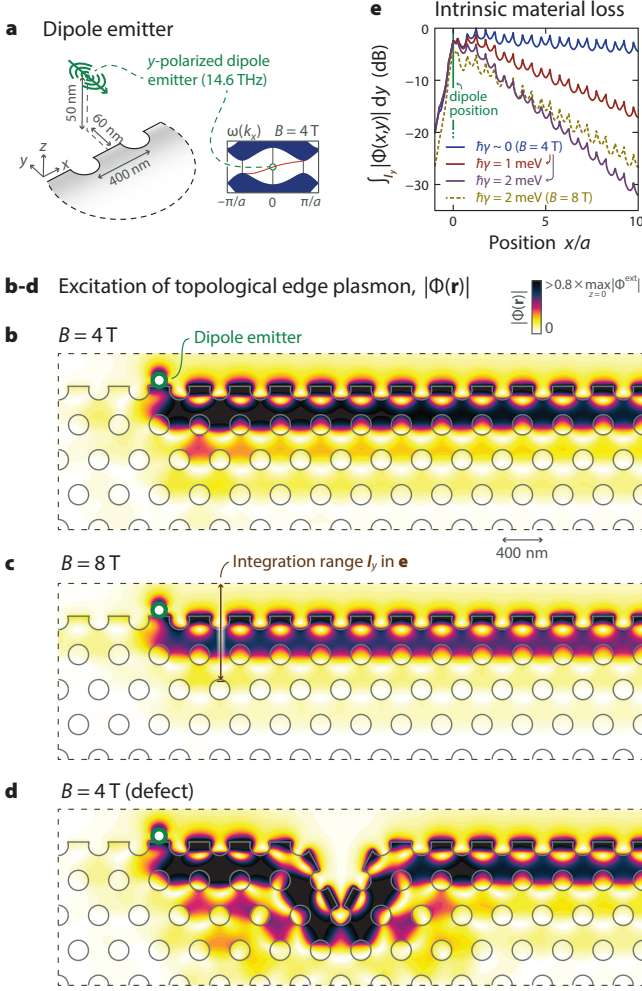 a Dipole emitter
y-polarized dipole
emitter (14.6 THz)
50 nm
60 nm
400 nm
z
y
x
ω(kₓ) B = 4 T
−π/a 0 π/a
e Intrinsic material loss
∫_Iy |Φ(x,y)| dy (dB)
0
−10
−20
−30
dipole
position
ℏγ ~ 0 (B = 4 T)
ℏγ = 1 meV
ℏγ = 2 meV
ℏγ = 2 meV (B = 8 T)
0 5 10
Position x/a
b-d Excitation of topological edge plasmon, |Φ(r)|
|Φ(r)|
>0.8 × max|Φ^ext|
z=0
0
b B = 4 T
Dipole emitter
400 nm
c B = 8 T
Integration range I_y in e
d B = 4 T (defect)